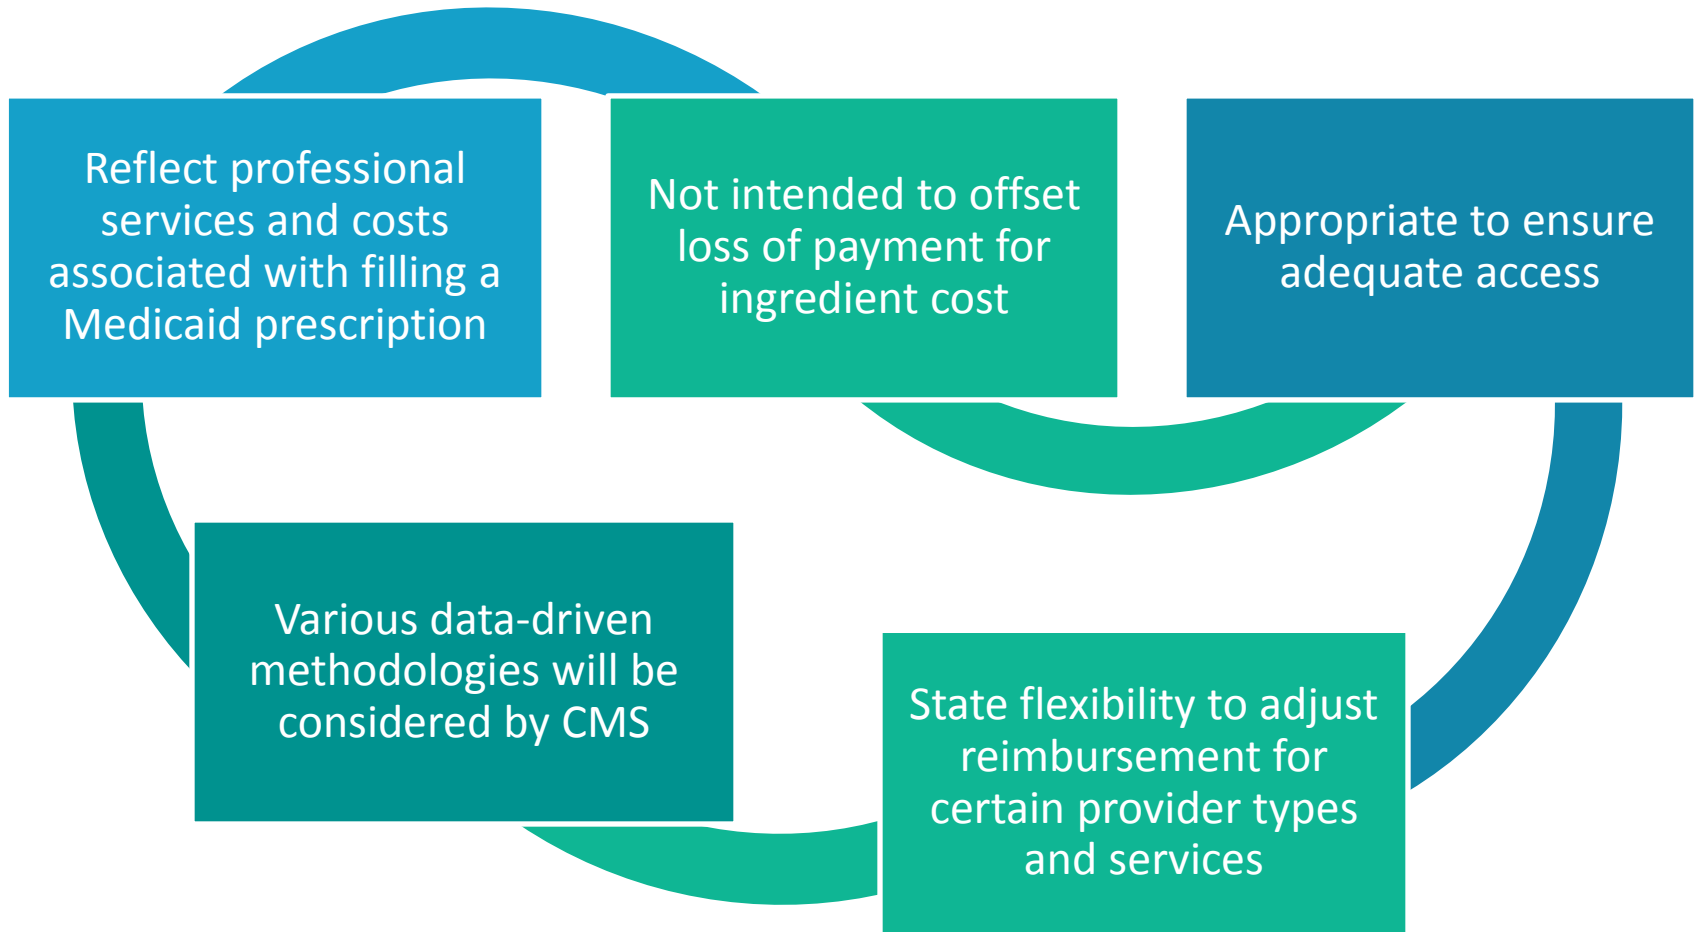 Reflect professional
services and costs
associated with filling a
Medicaid prescription
Not intended to offset
loss of payment for
ingredient cost
Appropriate to ensure
adequate access
Various data-driven
methodologies will be
considered by CMS
State flexibility to adjust
reimbursement for
certain provider types
and services